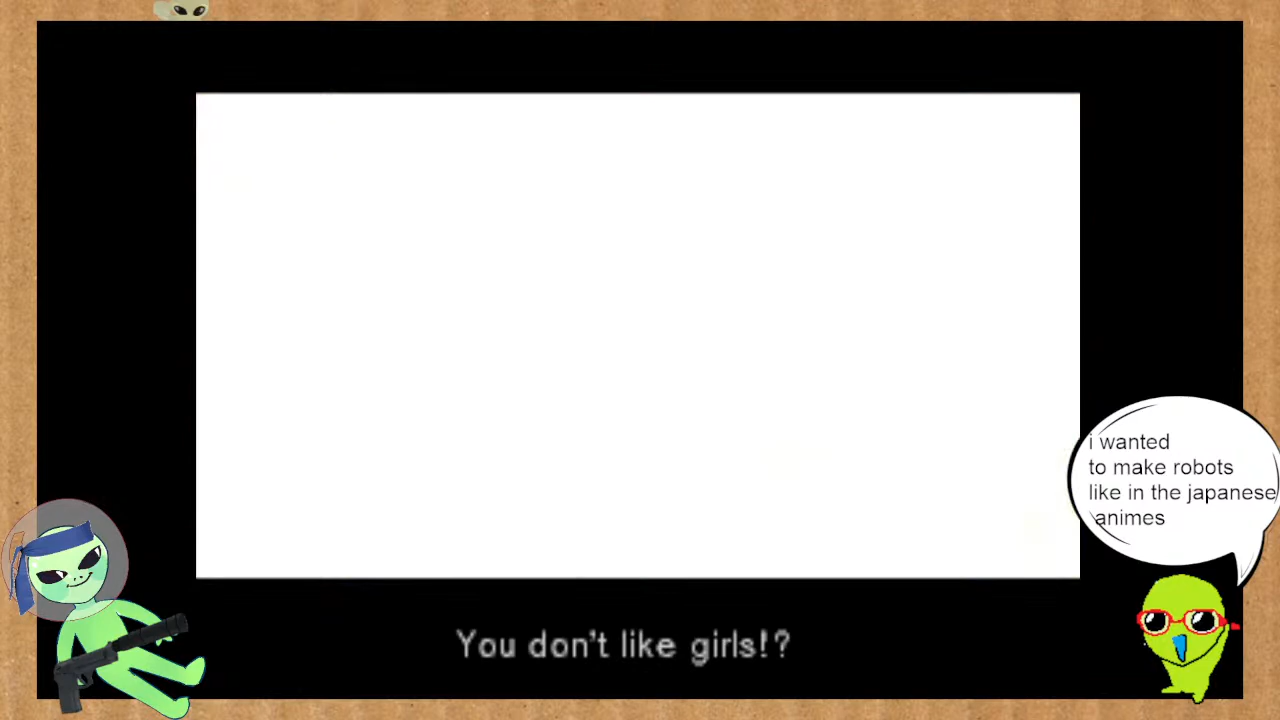 i wanted
to make robots
like in the japanese
animes
You don't like girls!?